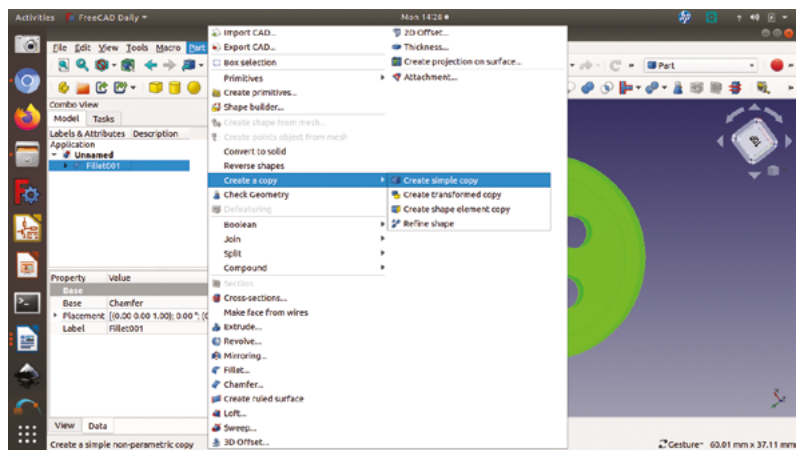 Activities FreeCAD Daily Mon 14:28
File Edit View Tools Macro Part
Part
Combo View
Model Tasks
Labels & Attributes Description
Application
Unnamed
Fillet001
Property Value
Base
Base Chamfer
Placement [(0.00 0.00 1.00); 0.00 °; (0
Label Fillet001
View Data
Create a simple non-parametric copy
Import CAD...
Export CAD...
Box selection
Primitives
Create primitives...
Shape builder...
Create shape from mesh...
Create points object from mesh
Convert to solid
Reverse shapes
Create a copy
Check Geometry
Defeaturing
Boolean
Join
Split
Compound
Section
Cross-sections...
Make face from wires
Extrude...
Revolve...
Mirroring...
Fillet...
Chamfer...
Create ruled surface
Loft...
Sweep...
3D Offset...
2D Offset...
Thickness...
Create projection on surface...
Attachment...
Create simple copy
Create transformed copy
Create shape element copy
Refine shape
Gesture 60.01 mm x 37.11 mm